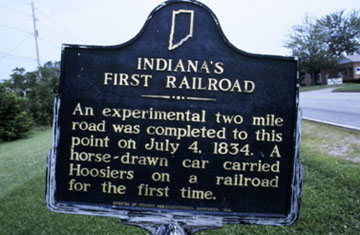 INDIANA'S
FIRST RAILROAD
An experimental two mile
road was completed to this
point on July 4, 1834. A
horse-drawn car carried
Hoosiers on a railroad
for the first time.